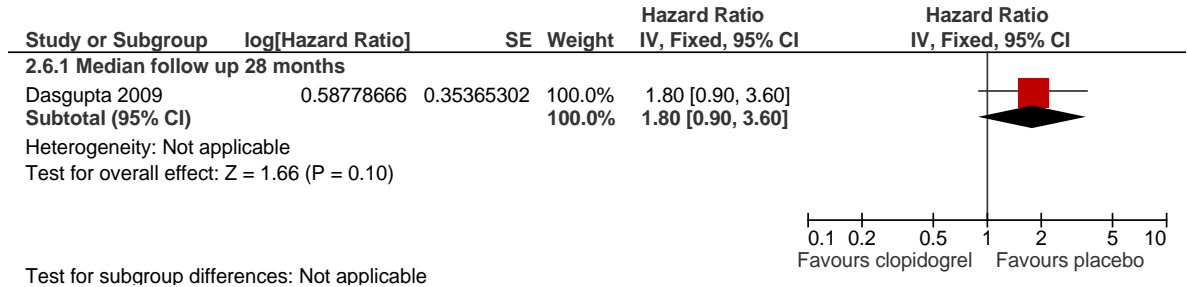 Hazard Ratio Hazard Ratio
Study or Subgroup log[Hazard Ratio] SE Weight IV, Fixed, 95% CI IV, Fixed, 95% CI
2.6.1 Median follow up 28 months
Dasgupta 2009 0.58778666 0.35365302 100.0% 1.80 [0.90, 3.60]
Subtotal (95% CI) 100.0% 1.80 [0.90, 3.60]
Heterogeneity: Not applicable
Test for overall effect: Z = 1.66 (P = 0.10)
0.1 0.2 0.5 1 2 5 10
Favours clopidogrel Favours placebo
Test for subgroup differences: Not applicable